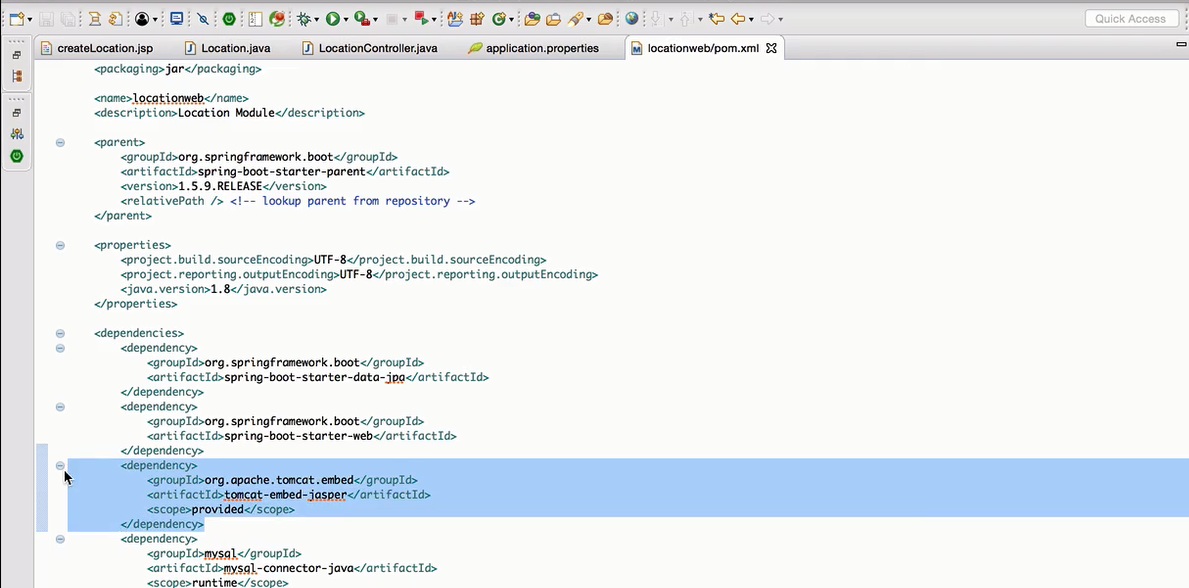 Quick Access
createLocation.jsp Location.java LocationController.java application.properties locationweb/pom.xml
<packaging>jar</packaging>
<name>locationweb</name>
<description>Location Module</description>
<parent>
<groupId>org.springframework.boot</groupId>
<artifactId>spring-boot-starter-parent</artifactId>
<version>1.5.9.RELEASE</version>
<relativePath /> <!-- lookup parent from repository -->
</parent>
<properties>
<project.build.sourceEncoding>UTF-8</project.build.sourceEncoding>
<project.reporting.outputEncoding>UTF-8</project.reporting.outputEncoding>
<java.version>1.8</java.version>
</properties>
<dependencies>
<dependency>
<groupId>org.springframework.boot</groupId>
<artifactId>spring-boot-starter-data-jpa</artifactId>
</dependency>
<dependency>
<groupId>org.springframework.boot</groupId>
<artifactId>spring-boot-starter-web</artifactId>
</dependency>
<dependency>
<groupId>org.apache.tomcat.embed</groupId>
<artifactId>tomcat-embed-jasper</artifactId>
<scope>provided</scope>
</dependency>
<dependency>
<groupId>mysql</groupId>
<artifactId>mysql-connector-java</artifactId>
<scope>runtime</scope>